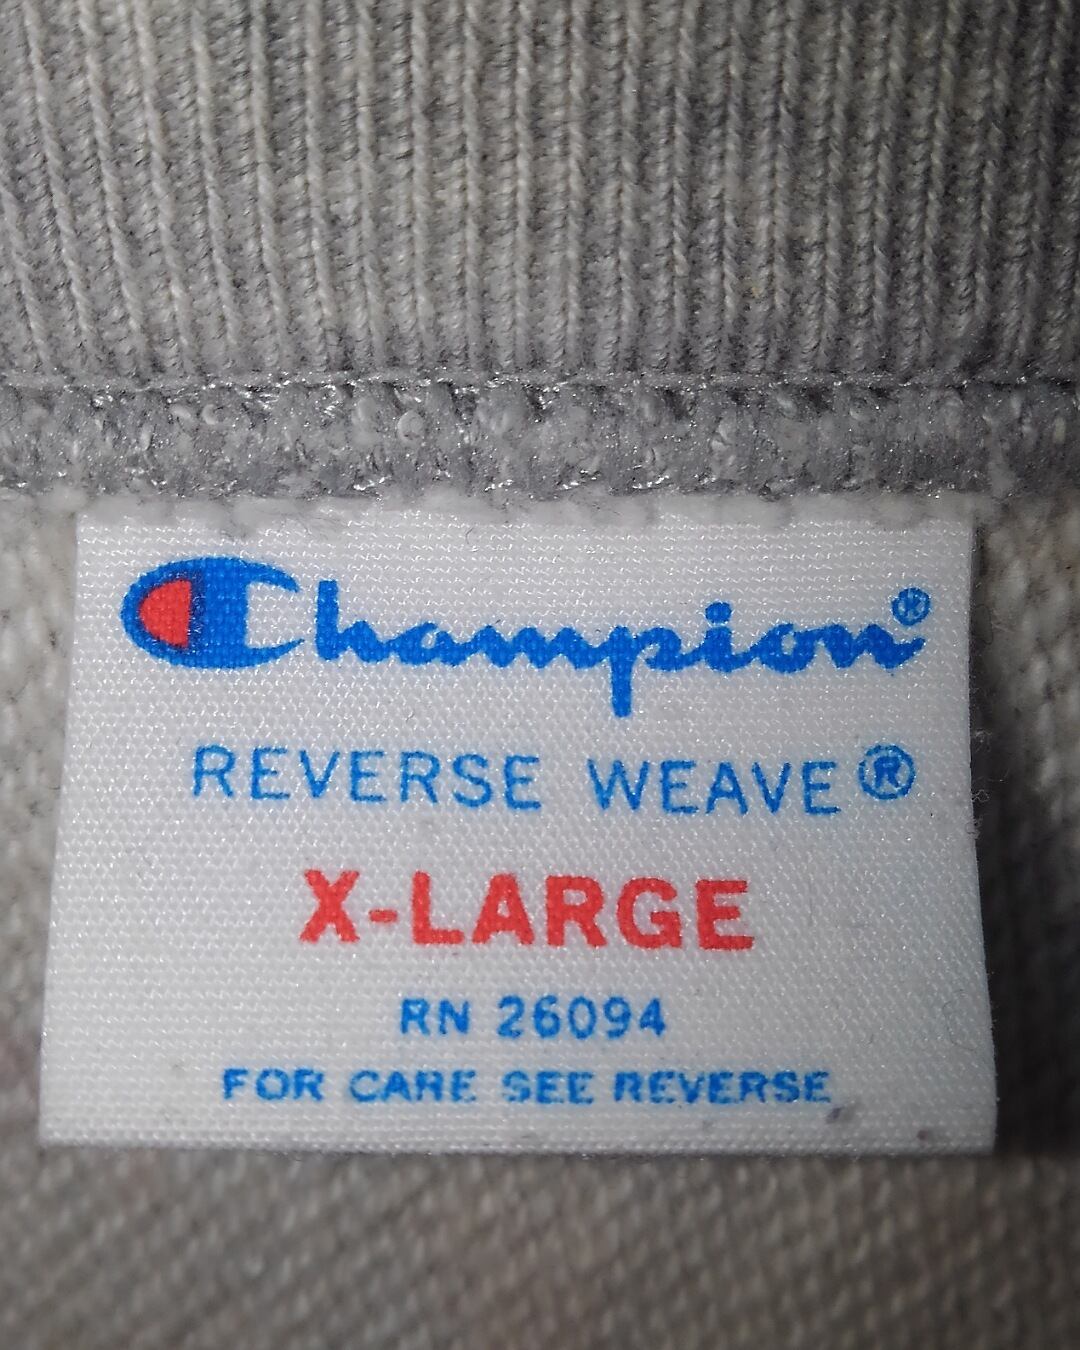 Champion®
REVERSE WEAVE®
X-LARGE
RN 26094
FOR CARE SEE REVERSE